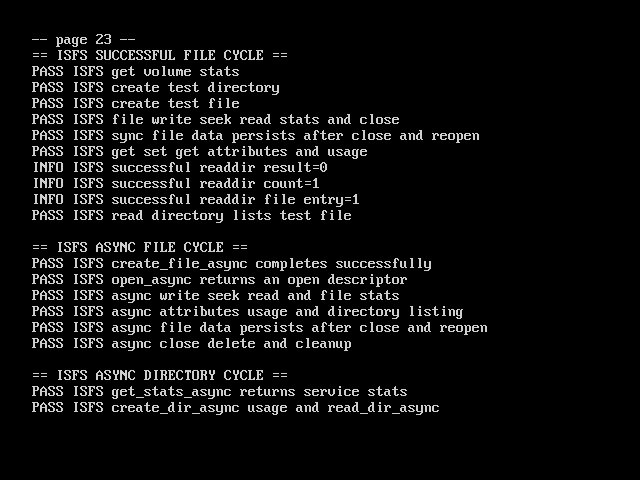 -- page 23 --
== ISFS SUCCESSFUL FILE CYCLE ==
PASS ISFS get volume stats
PASS ISFS create test directory
PASS ISFS create test file
PASS ISFS file write seek read stats and close
PASS ISFS sync file data persists after close and reopen
PASS ISFS get set get attributes and usage
INFO ISFS successful readdir result=0
INFO ISFS successful readdir count=1
INFO ISFS successful readdir file entry=1
PASS ISFS read directory lists test file
== ISFS ASYNC FILE CYCLE ==
PASS ISFS create_file_async completes successfully
PASS ISFS open_async returns an open descriptor
PASS ISFS async write seek read and file stats
PASS ISFS async attributes usage and directory listing
PASS ISFS async file data persists after close and reopen
PASS ISFS async close delete and cleanup
== ISFS ASYNC DIRECTORY CYCLE ==
PASS ISFS get_stats_async returns service stats
PASS ISFS create_dir_async usage and read_dir_async